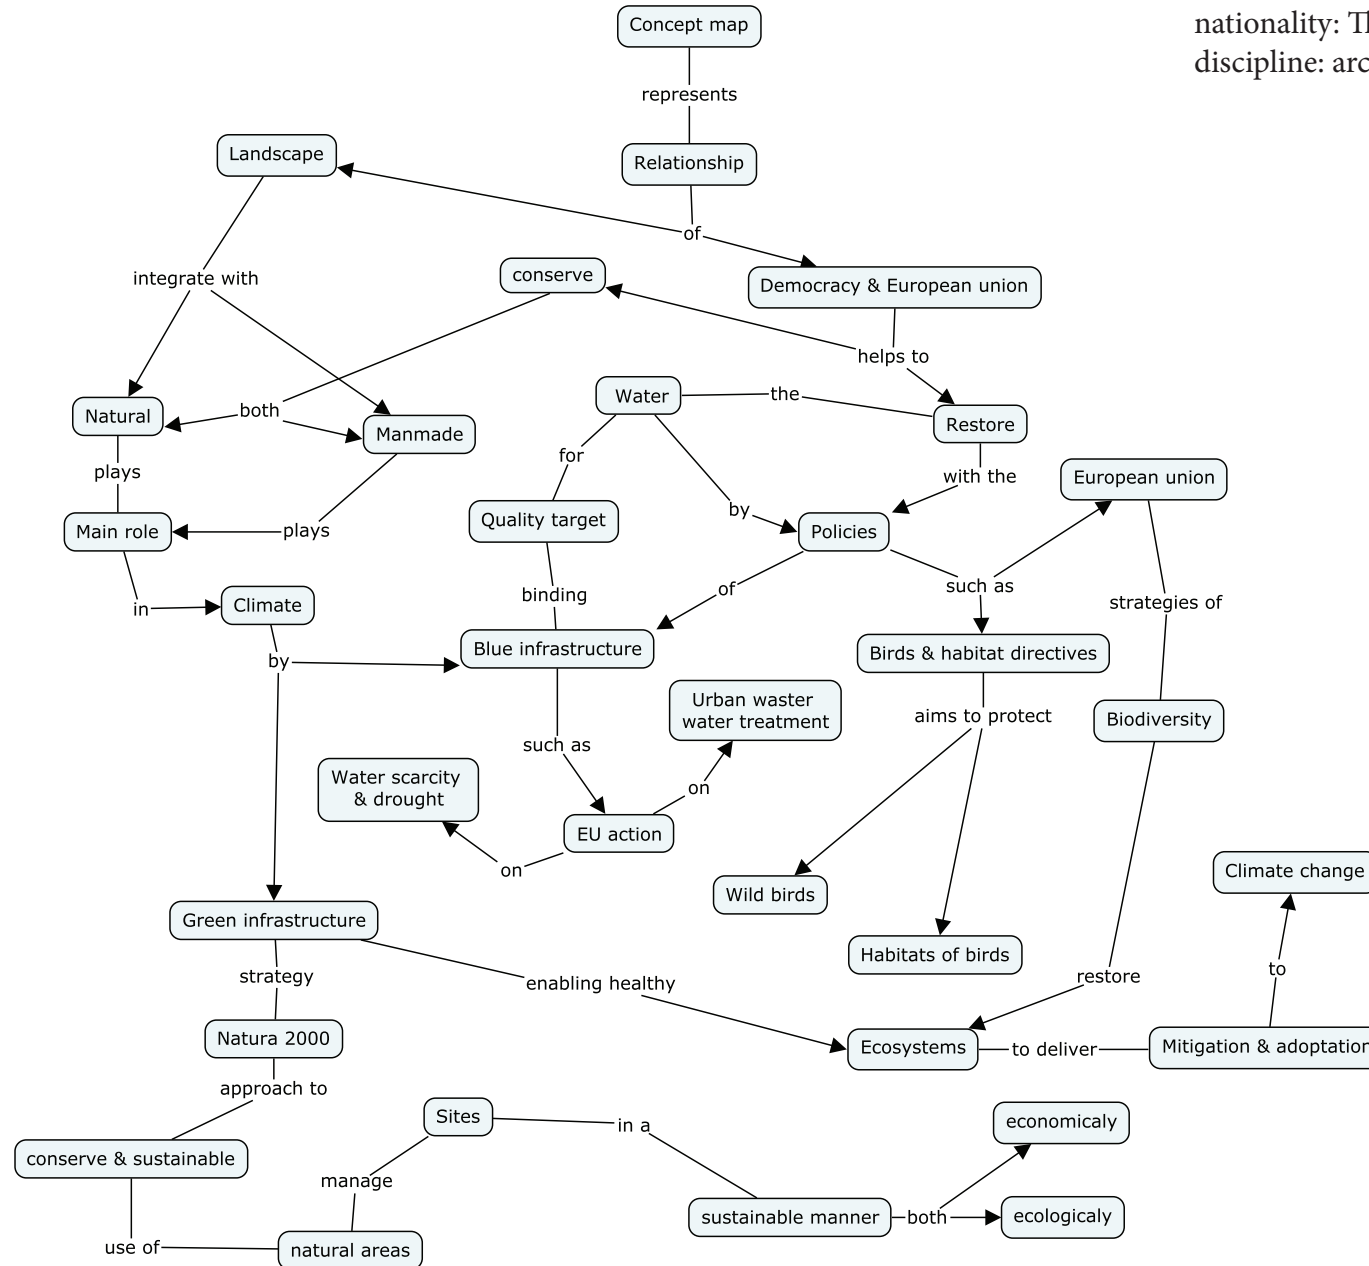 Concept map
nationality: Th
discipline: arc
represents
Landscape
Relationship
of
integrate with
conserve
Democracy & European union
helps to
Natural
both
Manmade
Water
the
Restore
plays
for
with the
European union
Main role
plays
Quality target
by
Policies
in
Climate
binding
of
such as
strategies of
by
Blue infrastructure
Birds & habitat directives
Urban waster
water treatment
aims to protect
Biodiversity
such as
Water scarcity
& drought
on
EU action
on
Wild birds
Climate change
Green infrastructure
Habitats of birds
strategy
enabling healthy
restore
to
Natura 2000
Ecosystems
to deliver
Mitigation & adoptation
approach to
Sites
in a
economicaly
conserve & sustainable
manage
sustainable manner
both
ecologicaly
use of
natural areas